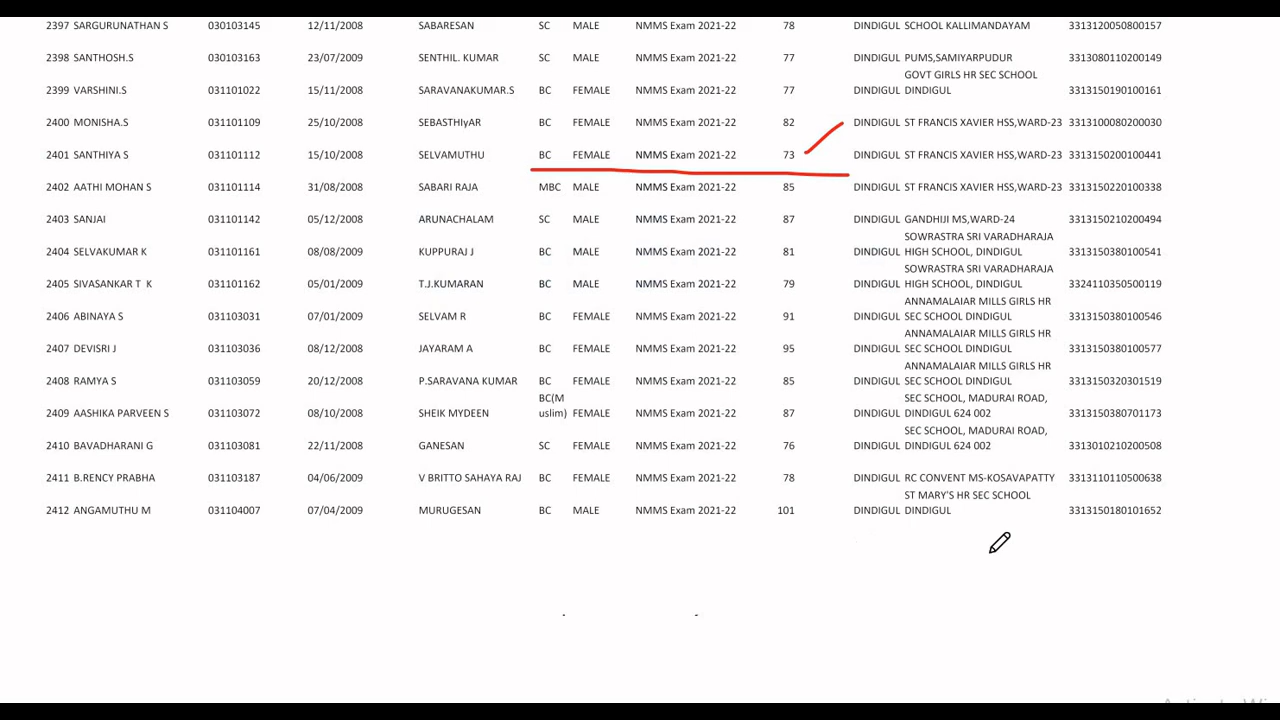 2397 SARGURUNATHAN S 030103145 12/11/2008 SABARESAN SC MALE NMMS Exam 2021-22 78 DINDIGUL SCHOOL KALLIMANDAYAM 3313120050800157
2398 SANTHOSH.S 030103163 23/07/2009 SENTHIL. KUMAR SC MALE NMMS Exam 2021-22 77 DINDIGUL PUMS,SAMIYARPUDUR 3313080110200149
GOVT GIRLS HR SEC SCHOOL
2399 VARSHINI.S 031101022 15/11/2008 SARAVANAKUMAR.S BC FEMALE NMMS Exam 2021-22 77 DINDIGUL DINDIGUL 3313150190100161
2400 MONISHA.S 031101109 25/10/2008 SEBASTHIyAR BC FEMALE NMMS Exam 2021-22 82 DINDIGUL ST FRANCIS XAVIER HSS,WARD-23 3313100080200030
2401 SANTHIYA S 031101112 15/10/2008 SELVAMUTHU BC FEMALE NMMS Exam 2021-22 73 DINDIGUL ST FRANCIS XAVIER HSS,WARD-23 3313150200100441
2402 AATHI MOHAN S 031101114 31/08/2008 SABARI RAJA MBC MALE NMMS Exam 2021-22 85 DINDIGUL ST FRANCIS XAVIER HSS,WARD-23 3313150220100338
2403 SANJAI 031101142 05/12/2008 ARUNACHALAM SC MALE NMMS Exam 2021-22 87 DINDIGUL GANDHIJI MS,WARD-24 3313150210200494
SOWRASTRA SRI VARADHARAJA
2404 SELVAKUMAR K 031101161 08/08/2009 KUPPURAJ J BC MALE NMMS Exam 2021-22 81 DINDIGUL HIGH SCHOOL, DINDIGUL 3313150380100541
SOWRASTRA SRI VARADHARAJA
2405 SIVASANKAR T K 031101162 05/01/2009 T.J.KUMARAN BC MALE NMMS Exam 2021-22 79 DINDIGUL HIGH SCHOOL, DINDIGUL 3324110350500119
ANNAMALAIAR MILLS GIRLS HR
2406 ABINAYA S 031103031 07/01/2009 SELVAM R BC FEMALE NMMS Exam 2021-22 91 DINDIGUL SEC SCHOOL DINDIGUL 3313150380100546
ANNAMALAIAR MILLS GIRLS HR
2407 DEVISRI J 031103036 08/12/2008 JAYARAM A BC FEMALE NMMS Exam 2021-22 95 DINDIGUL SEC SCHOOL DINDIGUL 3313150380100577
ANNAMALAIAR MILLS GIRLS HR
2408 RAMYA S 031103059 20/12/2008 P.SARAVANA KUMAR BC FEMALE NMMS Exam 2021-22 85 DINDIGUL SEC SCHOOL DINDIGUL 3313150320301519
BC(M SEC SCHOOL, MADURAI ROAD,
2409 AASHIKA PARVEEN S 031103072 08/10/2008 SHEIK MYDEEN uslim) FEMALE NMMS Exam 2021-22 87 DINDIGUL DINDIGUL 624 002 3313150380701173
SEC SCHOOL, MADURAI ROAD,
2410 BAVADHARANI G 031103081 22/11/2008 GANESAN SC FEMALE NMMS Exam 2021-22 76 DINDIGUL DINDIGUL 624 002 3313010210200508
2411 B.RENCY PRABHA 031103187 04/06/2009 V BRITTO SAHAYA RAJ BC FEMALE NMMS Exam 2021-22 78 DINDIGUL RC CONVENT MS-KOSAVAPATTY 3313110110500638
ST MARY'S HR SEC SCHOOL
2412 ANGAMUTHU M 031104007 07/04/2009 MURUGESAN BC MALE NMMS Exam 2021-22 101 DINDIGUL DINDIGUL 3313150180101652